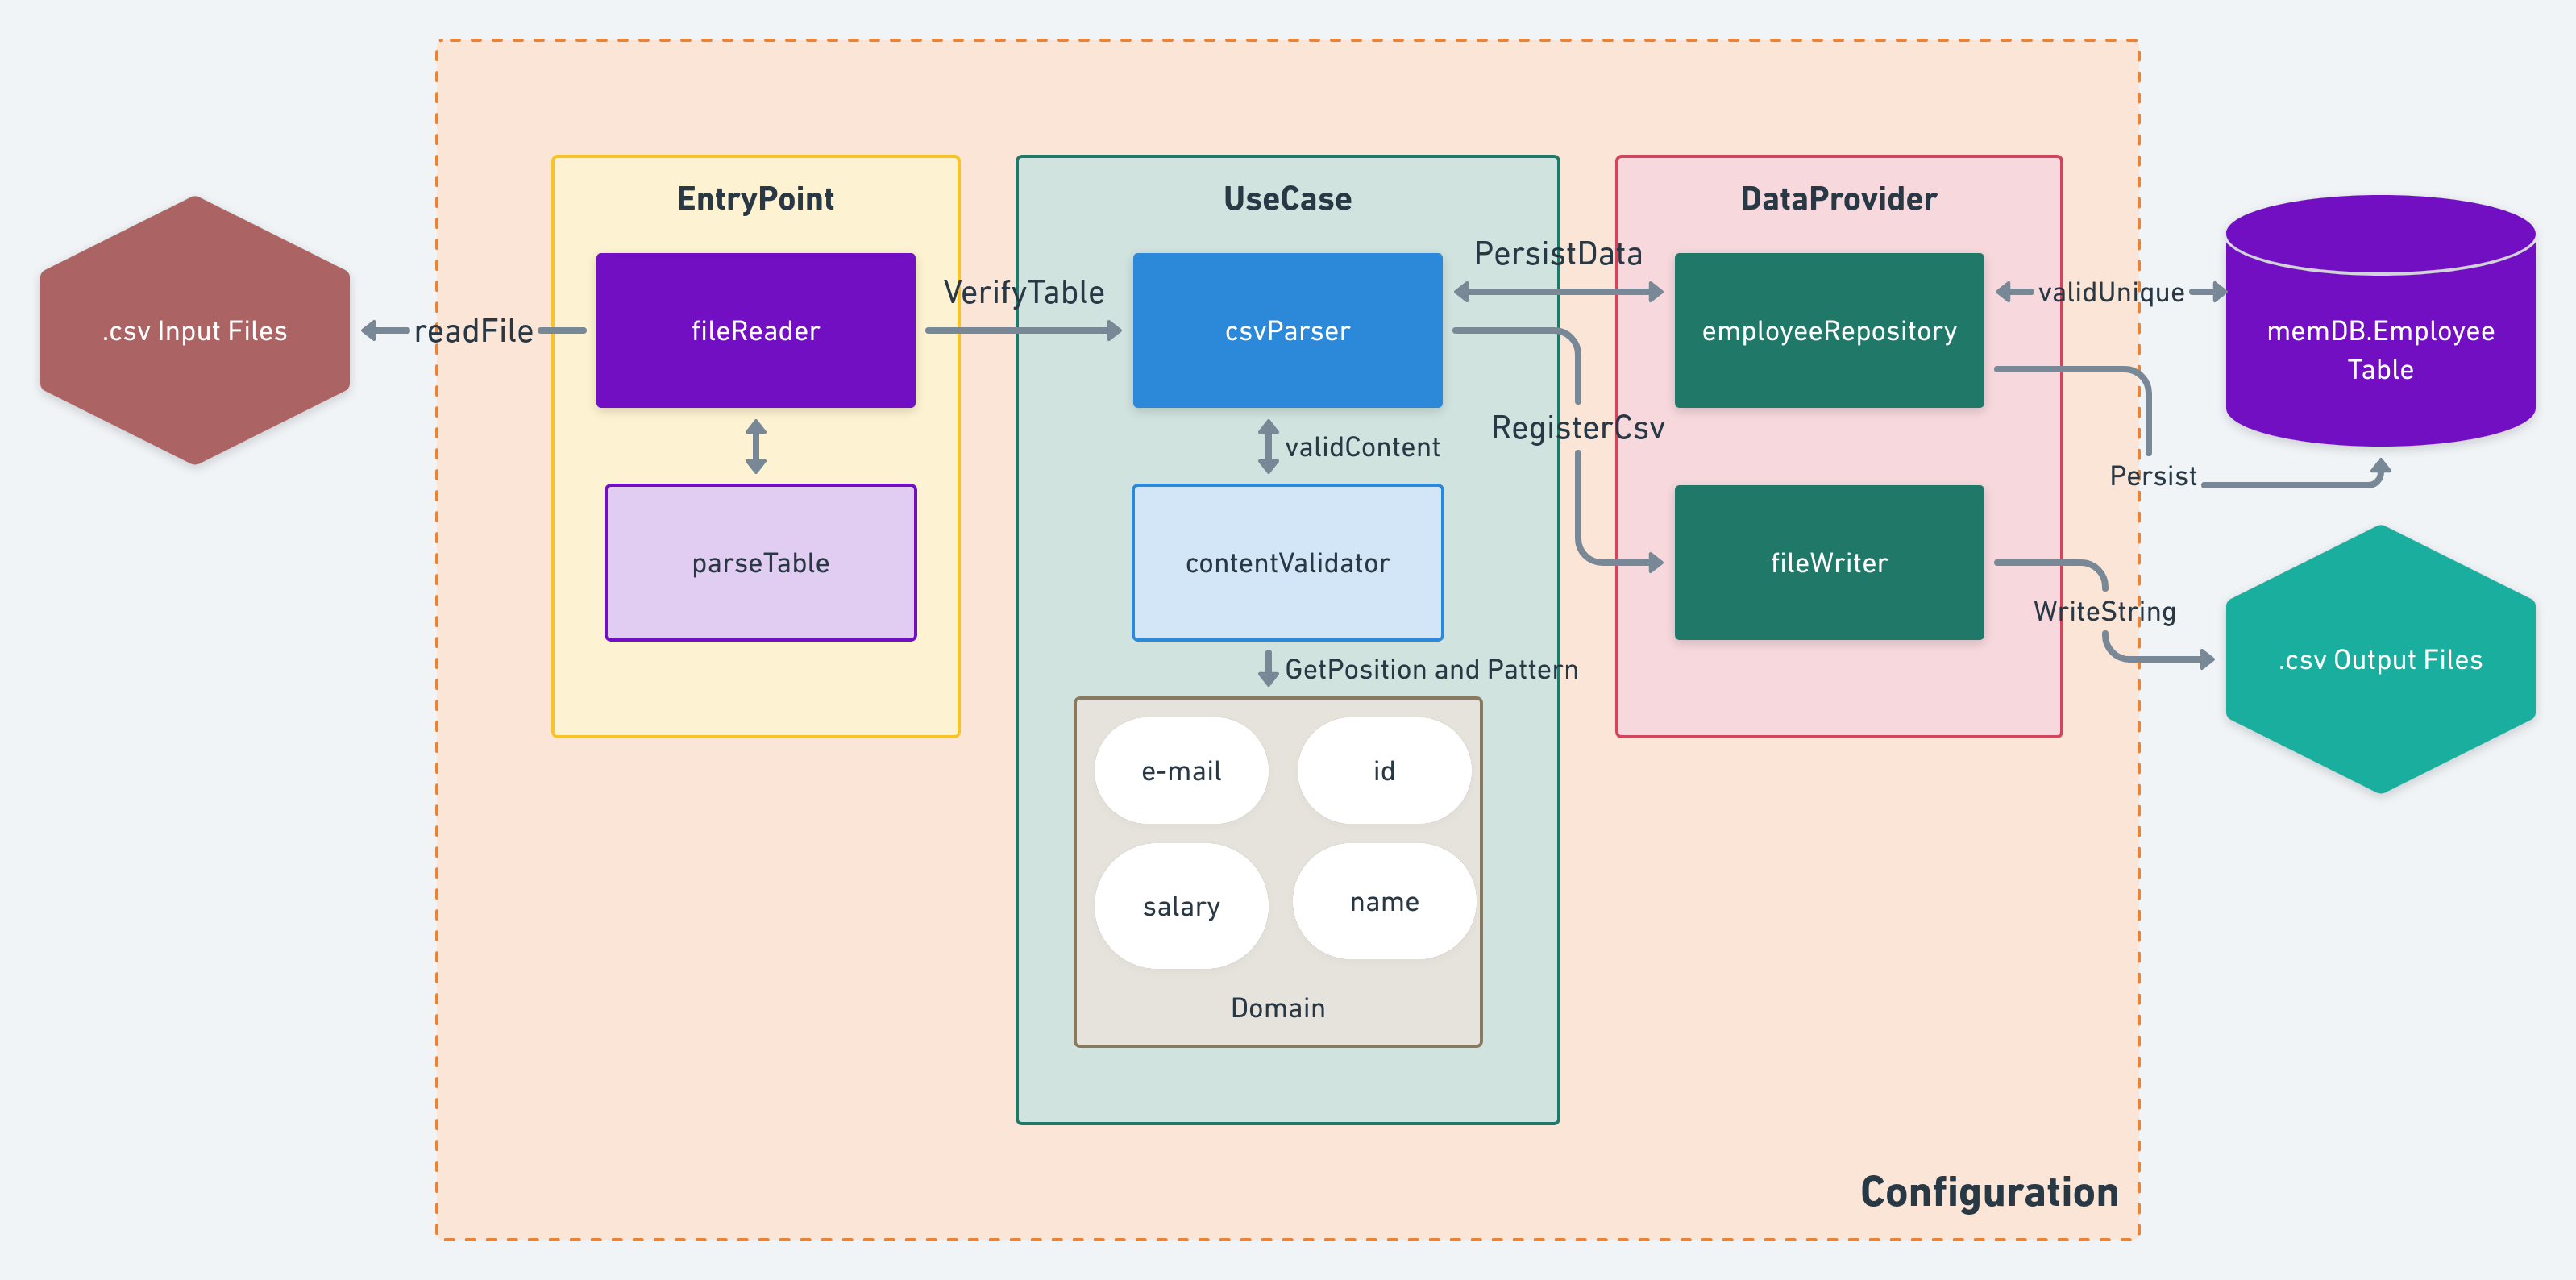 EntryPoint
UseCase
DataProvider
PersistData
VerifyTable
validUnique
.csv Input Files
readFile
fileReader
csvParser
employeeRepository
memDB.Employee
Table
RegisterCsv
validContent
Persist
parseTable
contentValidator
fileWriter
WriteString
GetPosition and Pattern
.csv Output Files
e-mail
id
salary
name
Domain
Configuration